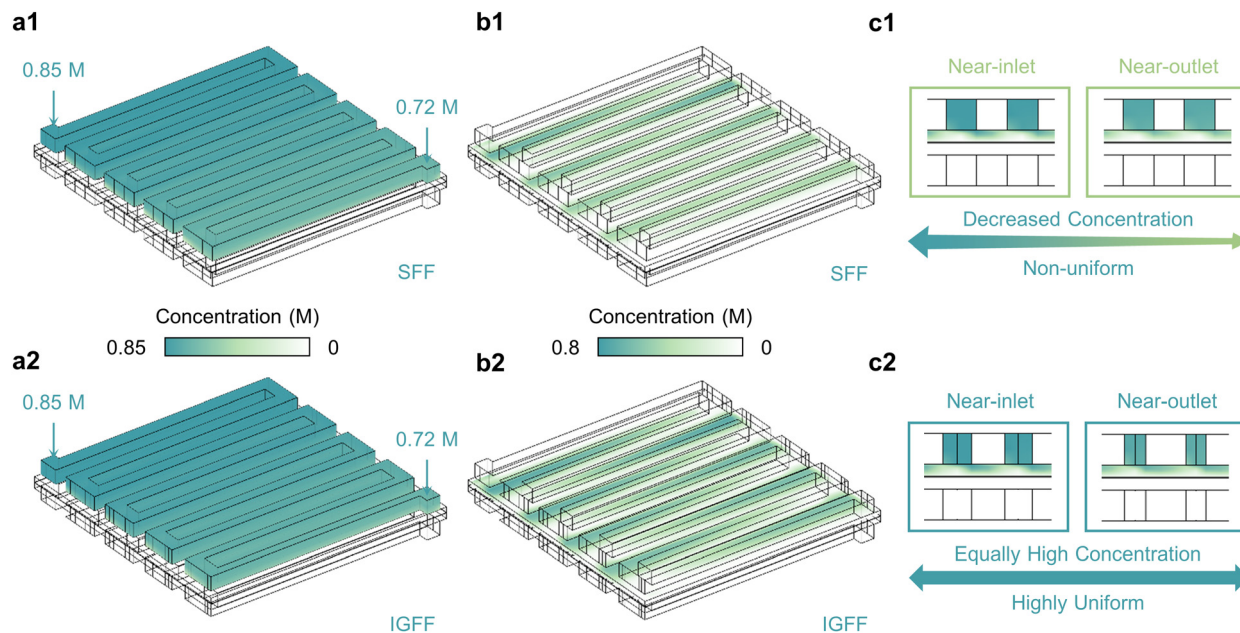 a1
0.85 M
0.72 M
SFF
b1
SFF
c1
Near-inlet
Near-outlet
Decreased Concentration
Non-uniform
Concentration (M)
0.85
0
Concentration (M)
0.8
0
a2
0.85 M
0.72 M
IGFF
b2
IGFF
c2
Near-inlet
Near-outlet
Equally High Concentration
Highly Uniform